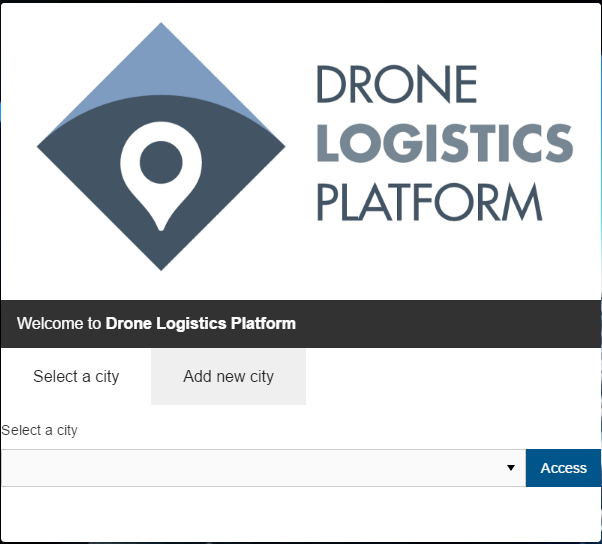 DRONE
LOGISTICS
PLATFORM
Welcome to Drone Logistics Platform
Select a city
Add new city
Select a city
Access